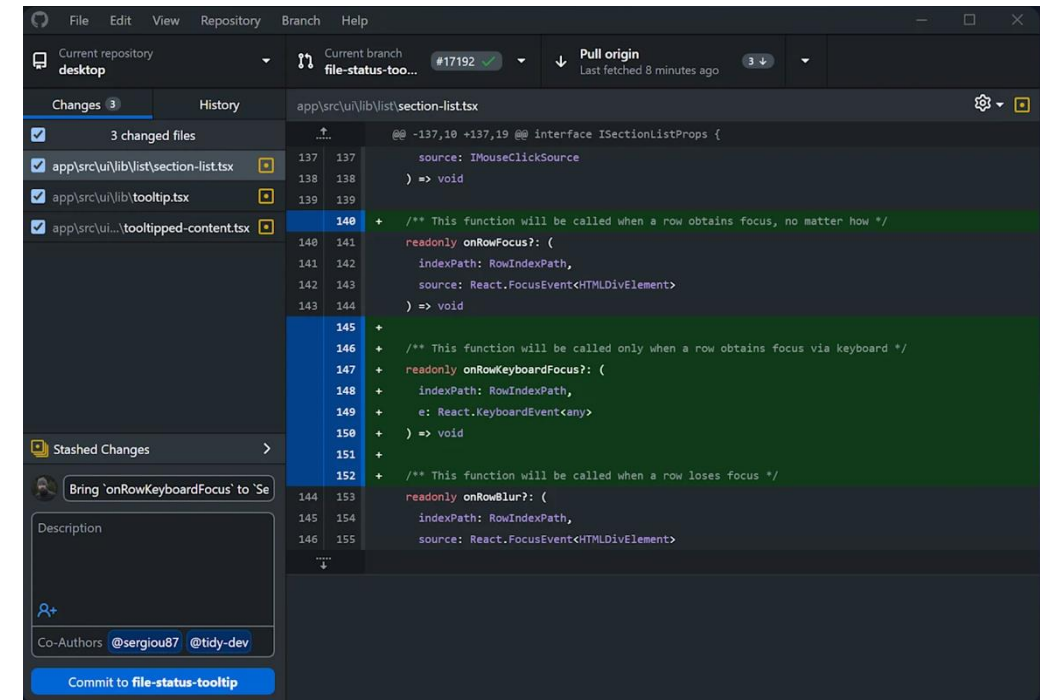 File Edit View Repository Branch Help
Current repository
desktop
Current branch
file-status-too...
#17192
Pull origin
Last fetched 8 minutes ago
3
Changes 3 History
app\src\ui\lib\list\section-list.tsx
3 changed files
app\src\ui\lib\list\section-list.tsx
app\src\ui\lib\tooltip.tsx
app\src\ui...\tooltipped-content.tsx
@@ -137,10 +137,19 @@ interface ISectionListProps {
137 137 source: IMouseClickSource
138 138 ) => void
139 139
140 + /** This function will be called when a row obtains focus, no matter how */
140 141 readonly onRowFocus?: (
141 142 indexPath: RowIndexPath,
142 143 source: React.FocusEvent<HTMLDivElement>
143 144 ) => void
145 +
146 + /** This function will be called only when a row obtains focus via keyboard */
147 + readonly onRowKeyboardFocus?: (
148 + indexPath: RowIndexPath,
149 + e: React.KeyboardEvent<any>
150 + ) => void
151 +
152 + /** This function will be called when a row loses focus */
144 153 readonly onRowBlur?: (
145 154 indexPath: RowIndexPath,
146 155 source: React.FocusEvent<HTMLDivElement>
Stashed Changes
Bring `onRowKeyboardFocus` to `Se
Description
Co-Authors @sergiou87 @tidy-dev
Commit to file-status-tooltip